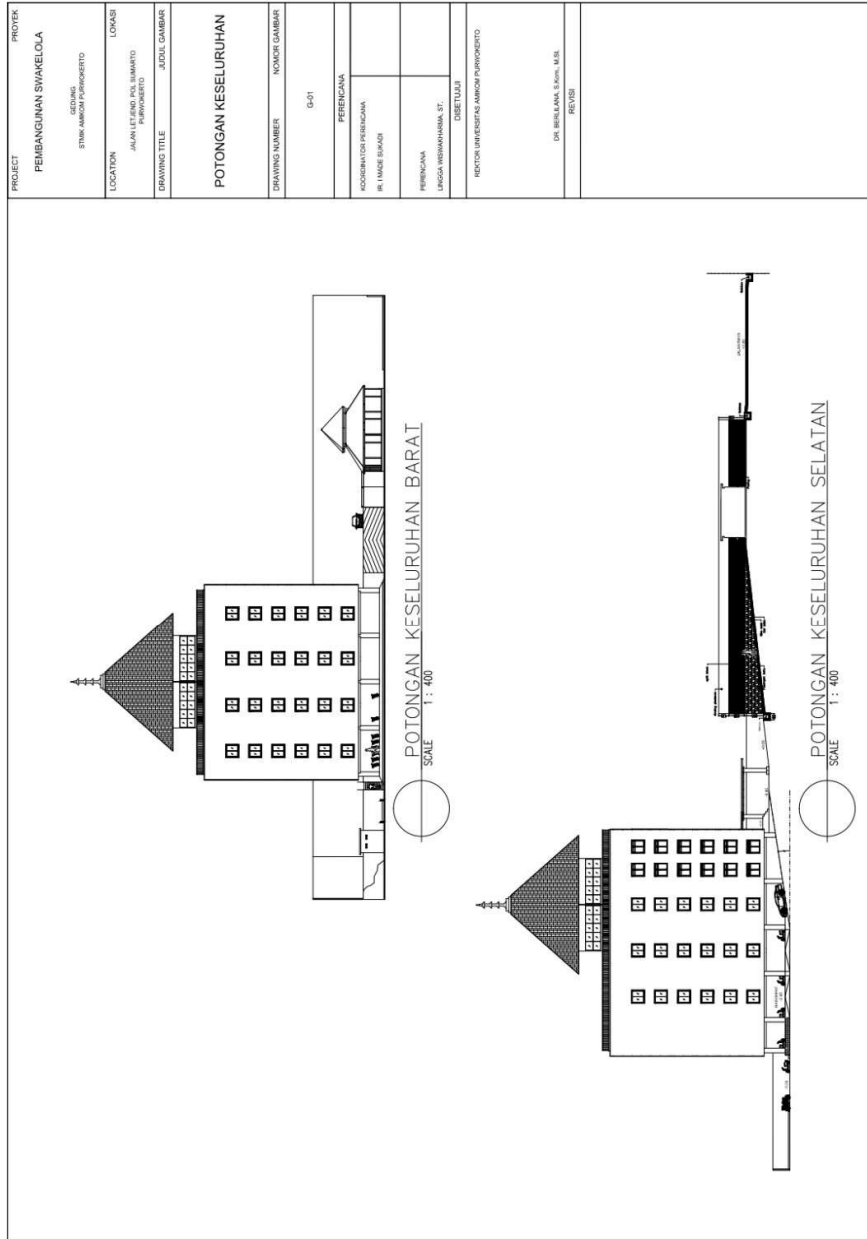 PROJECT PROYEK
PEMBANGUNAN SWAKELOLA
GEDUNG
STMIK AMIKOM PURWOKERTO
LOCATION LOKASI
JALAN LETJEND. POL SUMARTO
PURWOKERTO
DRAWING TITLE JUDUL GAMBAR
POTONGAN KESELURUHAN
DRAWING NUMBER NOMOR GAMBAR
G-01
PERENCANA
KOORDINATOR PERENCANA
IR. I MADE SUKADI
PERENCANA
LINGGA WISWAKHARMA, ST.
DISETUJUI
REKTOR UNIVERSITAS AMIKOM PURWOKERTO
DR. BERLILANA, S.Kom., M.Si.
REVISI
POTONGAN KESELURUHAN BARAT
SCALE 1 : 400
POTONGAN KESELURUHAN SELATAN
SCALE 1 : 400